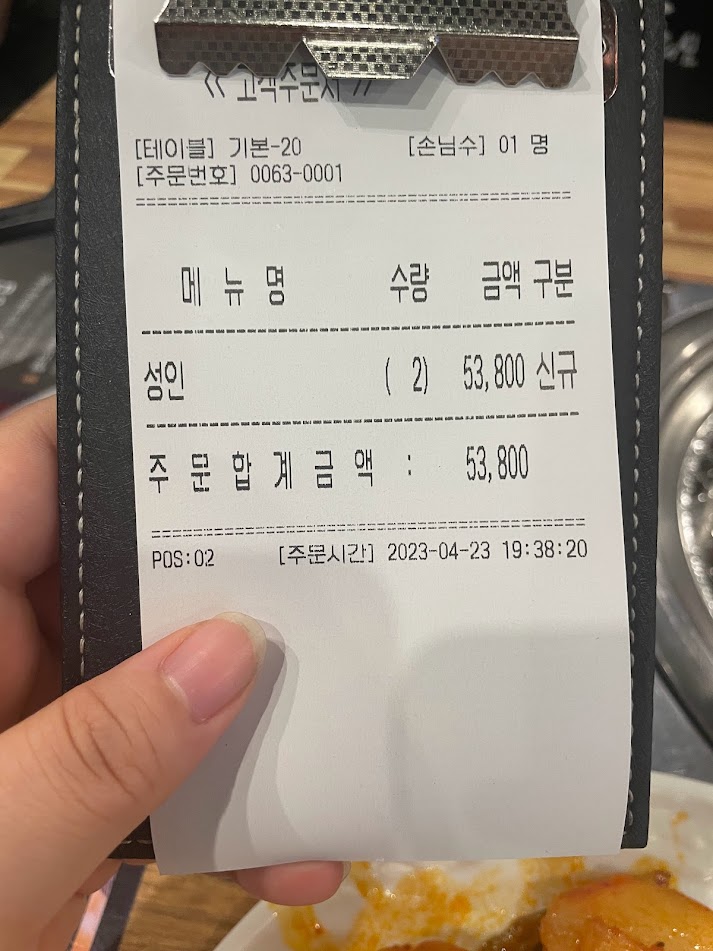 << 고객주문서 >>
[테이블] 기본-20 [손님수] 01 명
[주문번호] 0063-0001
메 뉴 명 수량 금액 구분
성인 ( 2) 53,800 신규
주 문 합 계 금 액 : 53,800
POS:02 [주문시간] 2023-04-23 19:38:20